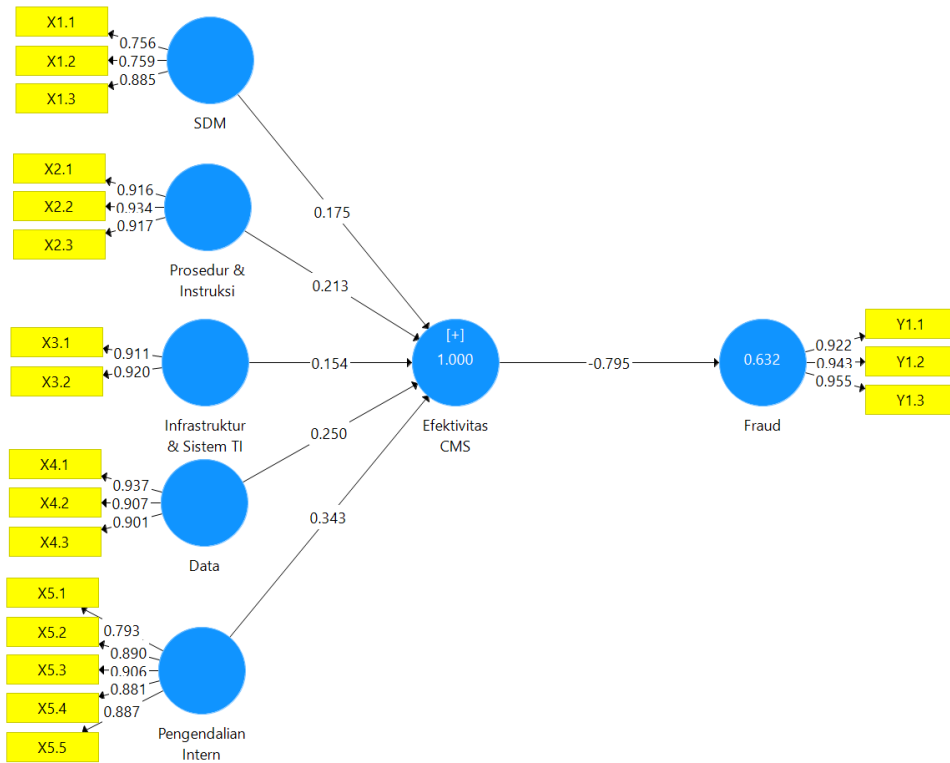 X1.1
0.756
X1.2
0.759
X1.3
0.885
SDM
X2.1
0.916
X2.2
0.934
X2.3
0.917
Prosedur &
Instruksi
X3.1
0.911
X3.2
0.920
Infrastruktur
& Sistem TI
X4.1
0.937
X4.2
0.907
X4.3
0.901
Data
X5.1
0.793
X5.2
0.890
X5.3
0.906
X5.4
0.881
X5.5
0.887
Pengendalian
Intern
0.175
0.213
0.154
0.250
0.343
[+]
1.000
Efektivitas
CMS
-0.795
0.632
Fraud
0.922
Y1.1
0.943
Y1.2
0.955
Y1.3